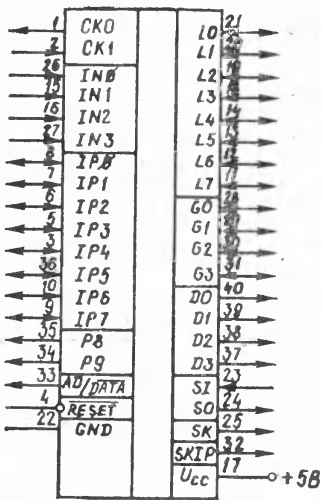 1 CKO
2 CK1
26 IN0
15 IN1
16 IN2
27 IN3
8 IP0
7 IP1
6 IP2
5 IP3
3 IP4
36 IP5
10 IP6
9 IP7
35 P8
34 P9
33 AD/DATA
4 RESET
22 GND
21 L0
L1
L2
L3
14 L4
L5
L6
11 L7
G0
G1
G2
31 G3
40 D0
39 D1
38 D2
37 D3
23 SI
24 SO
25 SK
32 SKIP
17 Ucc +5В